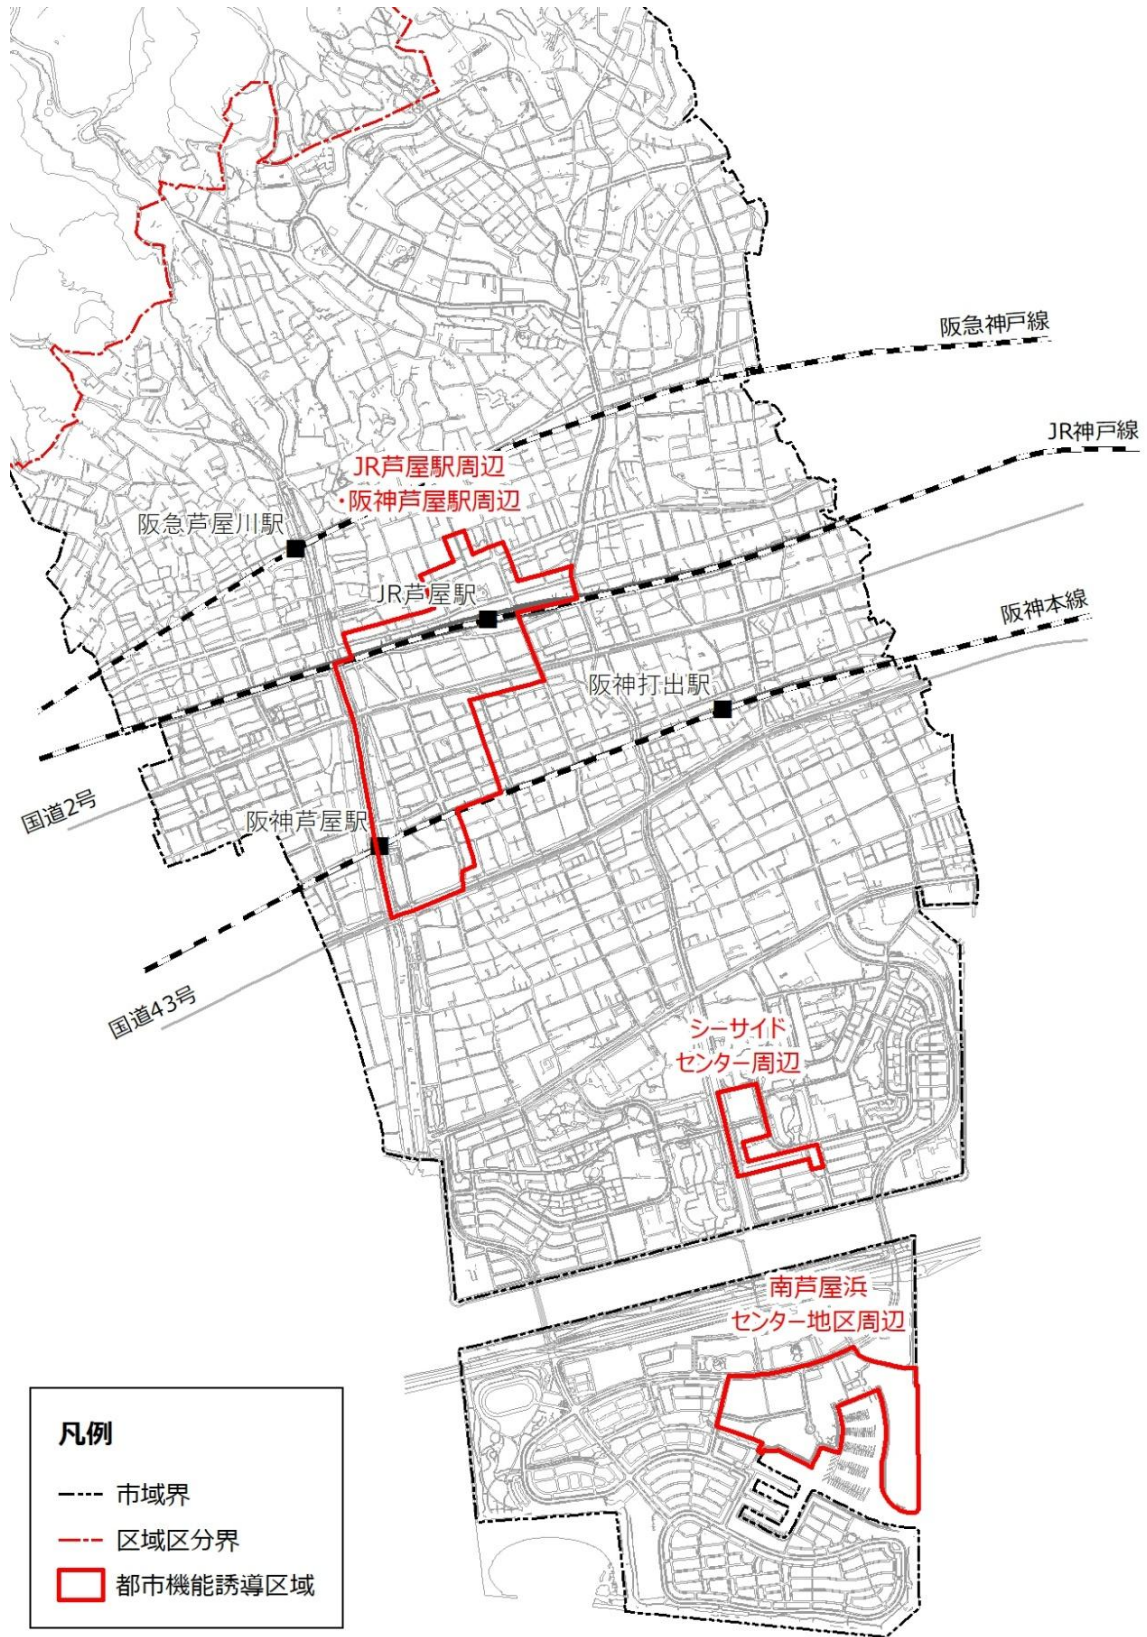 阪急神戸線
JR神戸線
JR芦屋駅周辺
・阪神芦屋駅周辺
阪急芦屋川駅
JR芦屋駅
阪神本線
阪神打出駅
国道2号
阪神芦屋駅
国道43号
シーサイド
センター周辺
南芦屋浜
センター地区周辺
凡例
市域界
区域区分界
都市機能誘導区域